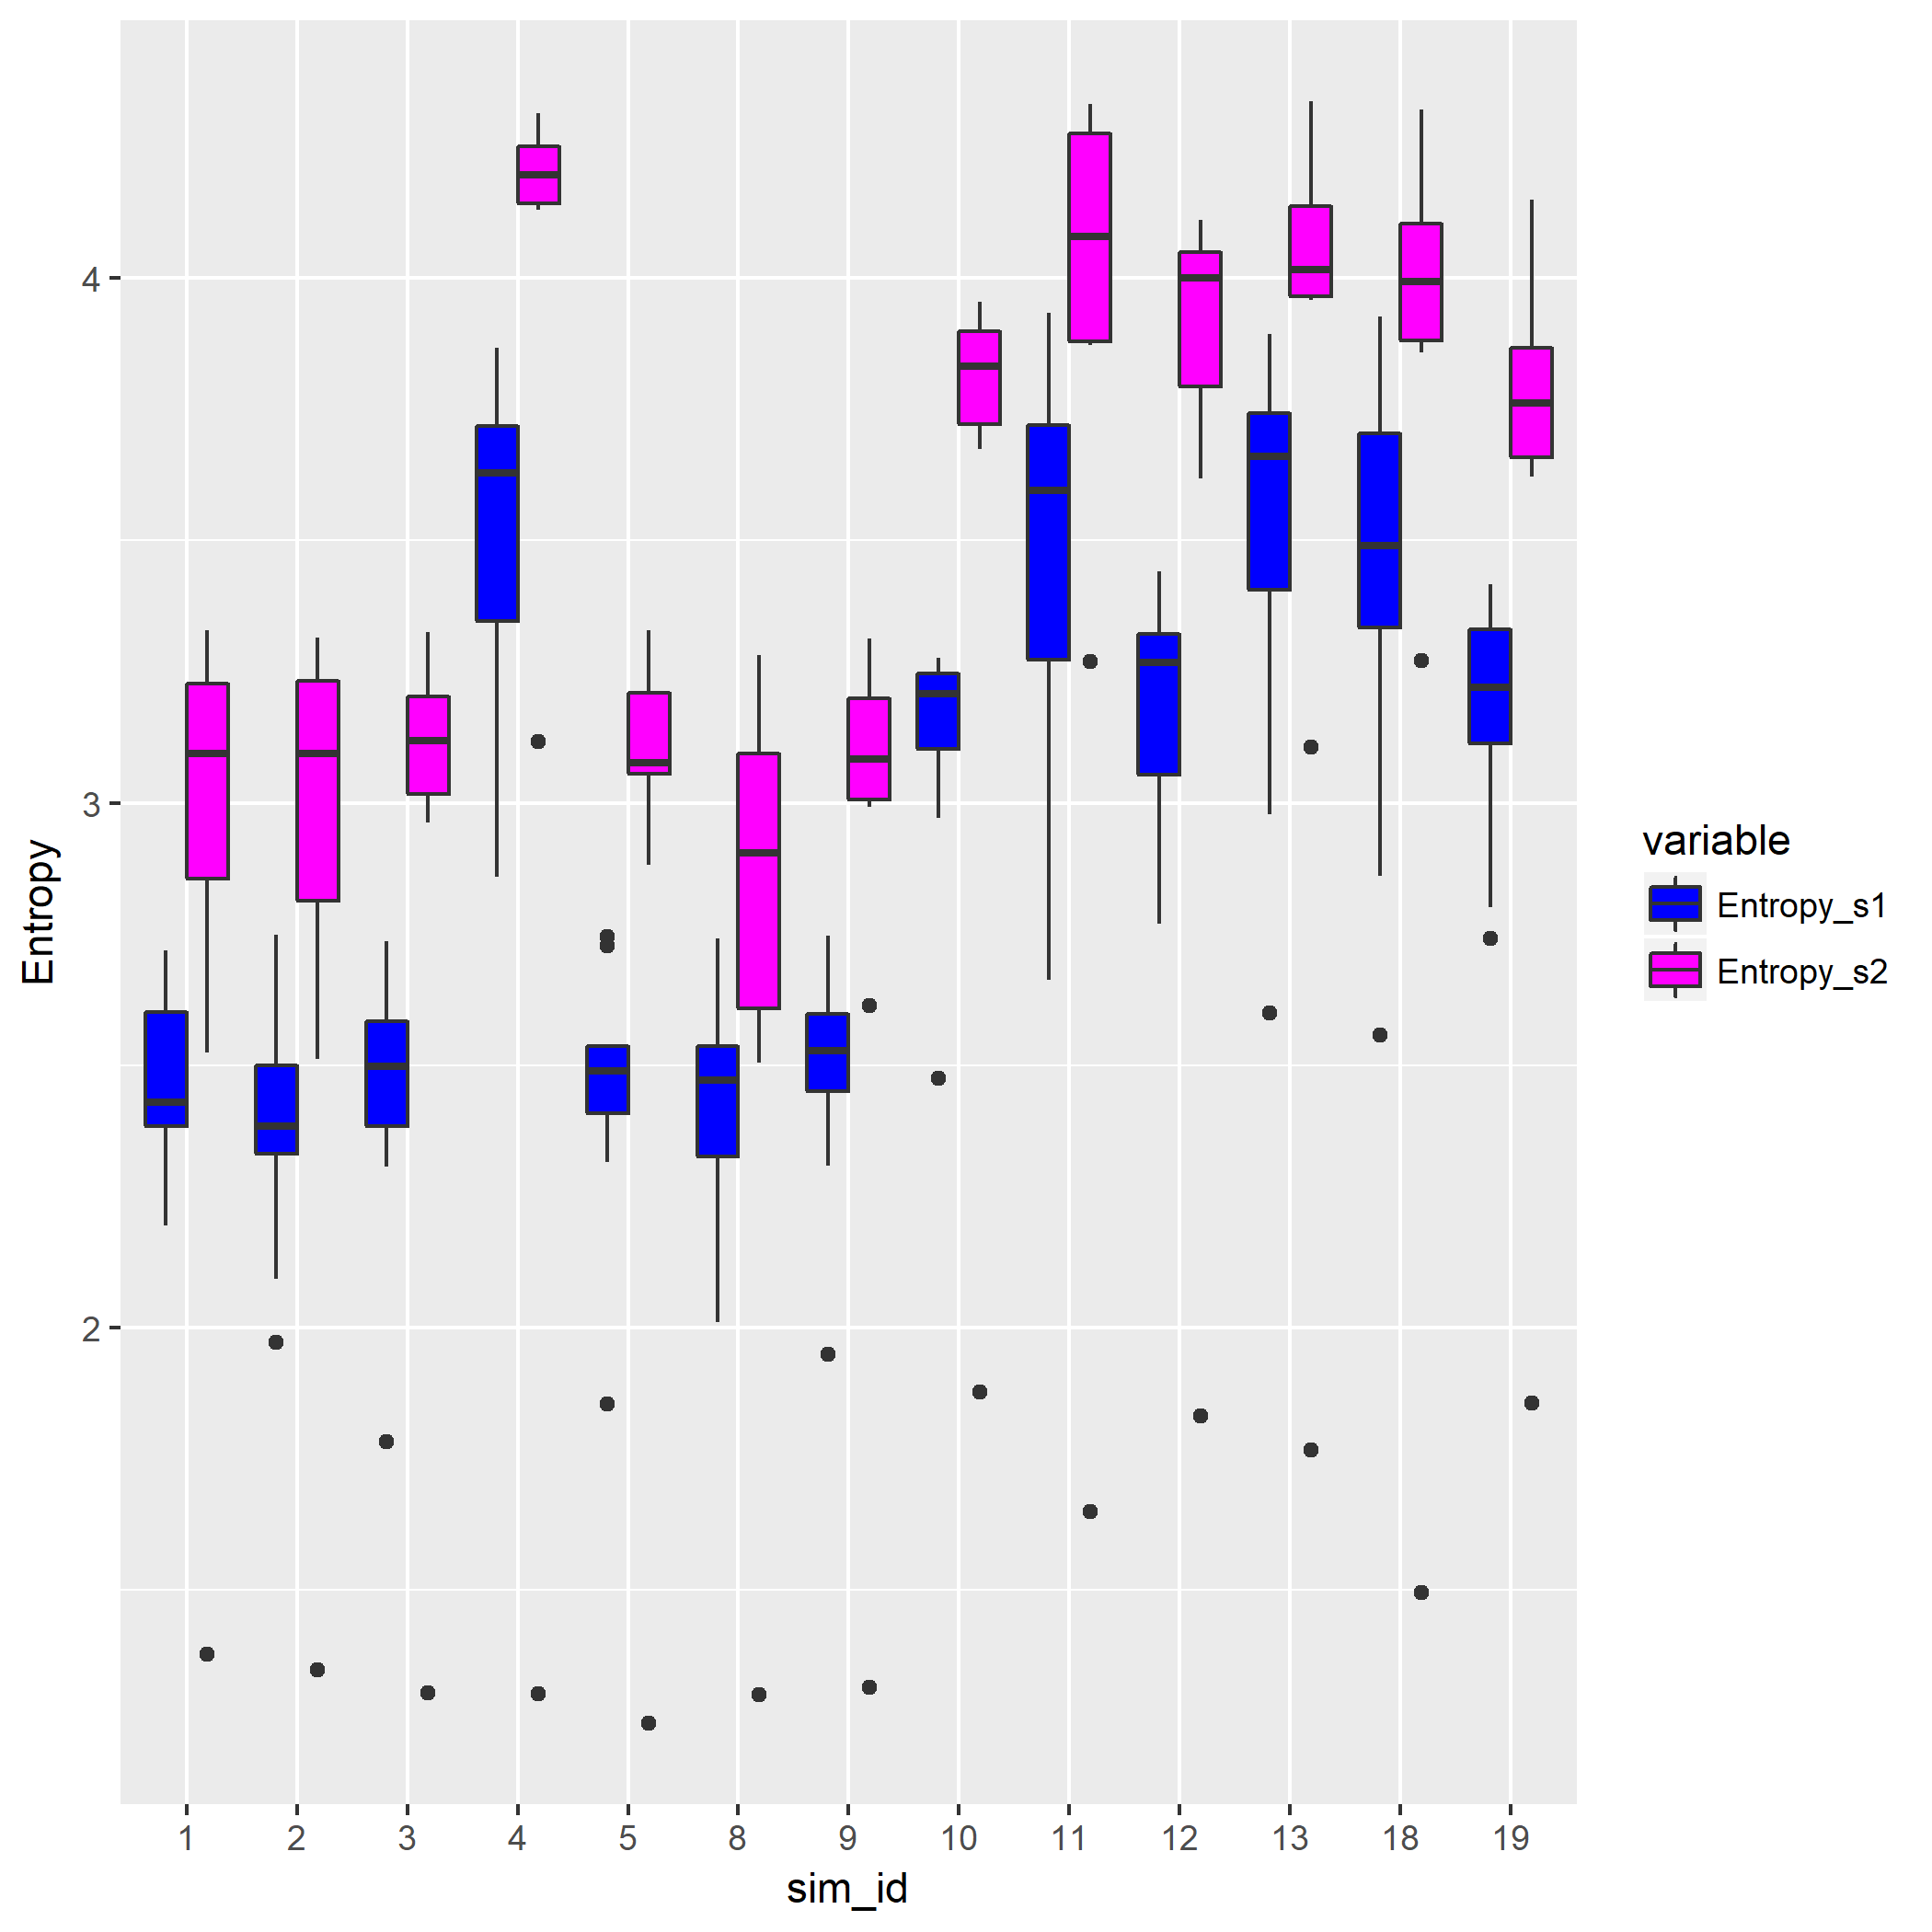 4
3
2
Entropy
1 2 3 4 5 8 9 10 11 12 13 18 19
sim_id
variable
Entropy_s1
Entropy_s2